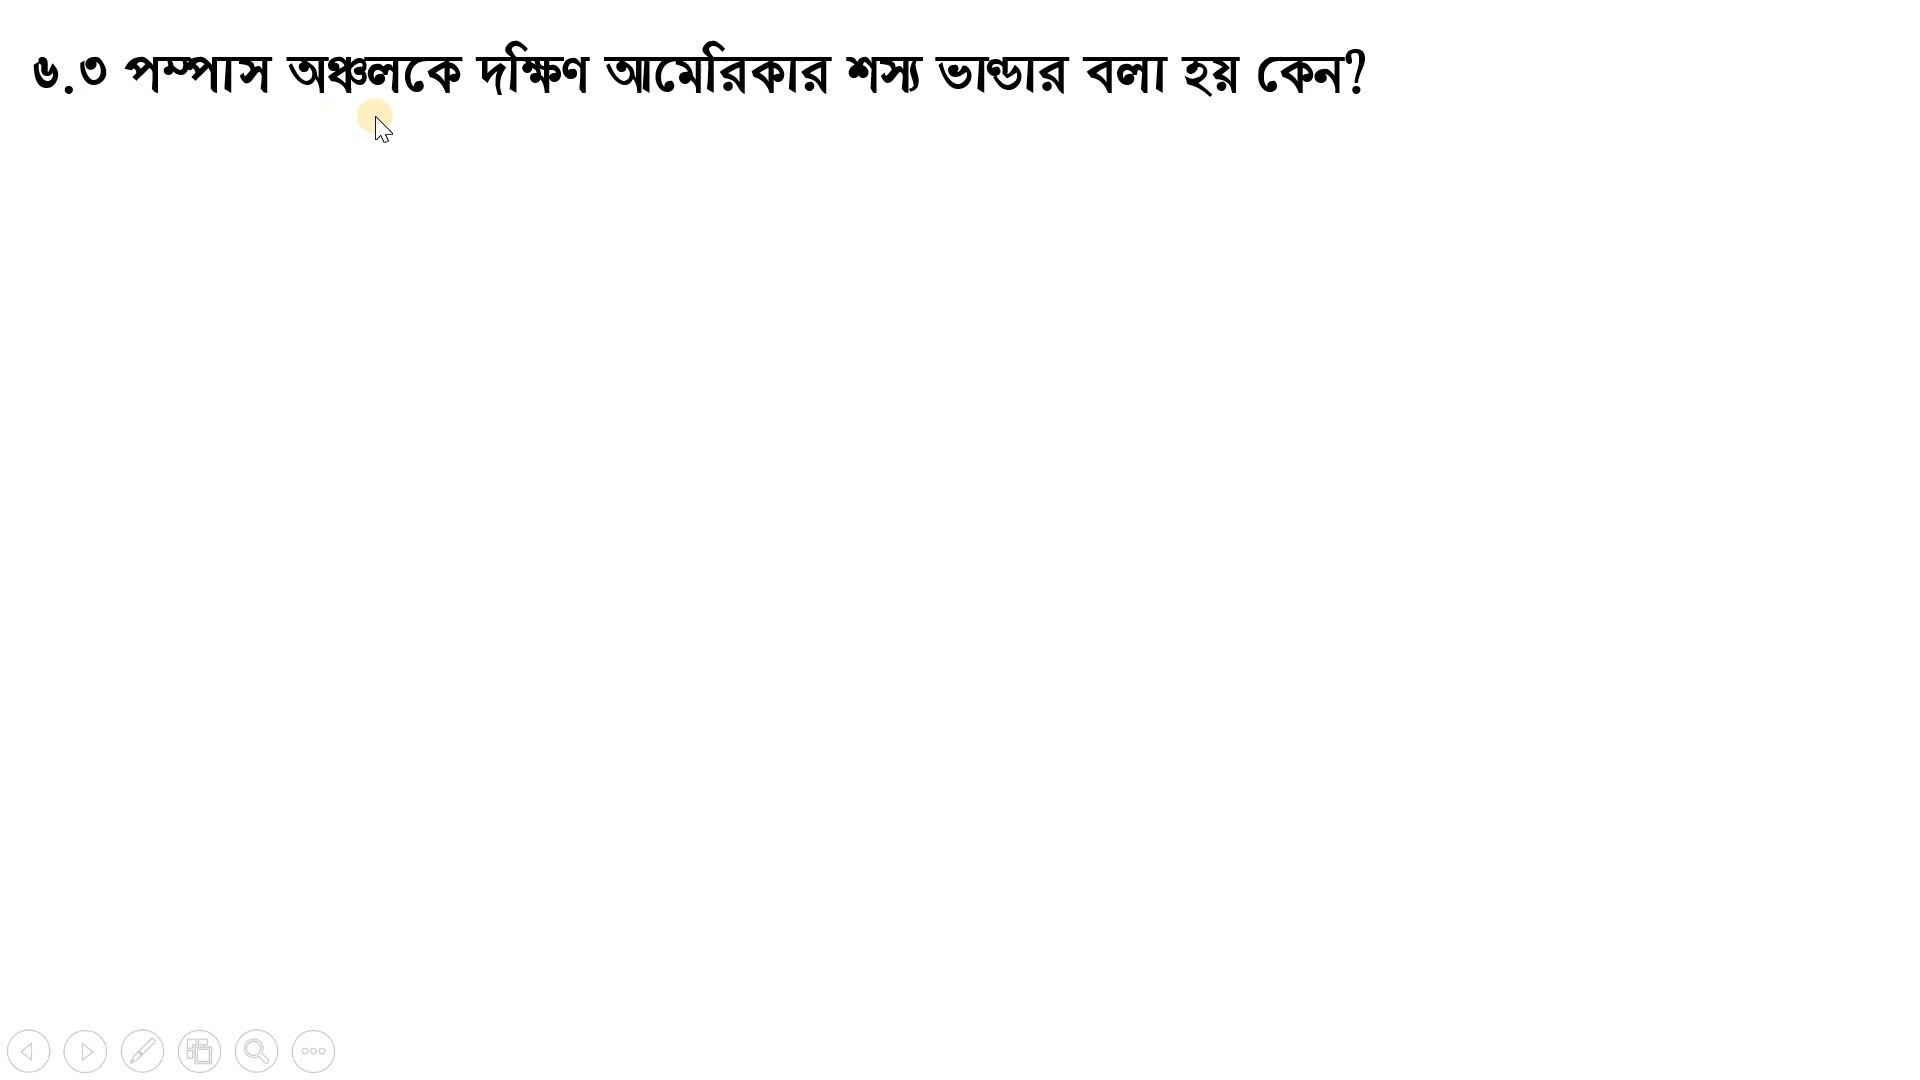 ৬.৩ পম্পাস অঞ্চলকে দক্ষিণ আমেরিকার শস্য ভাণ্ডার বলা হয় কেন?